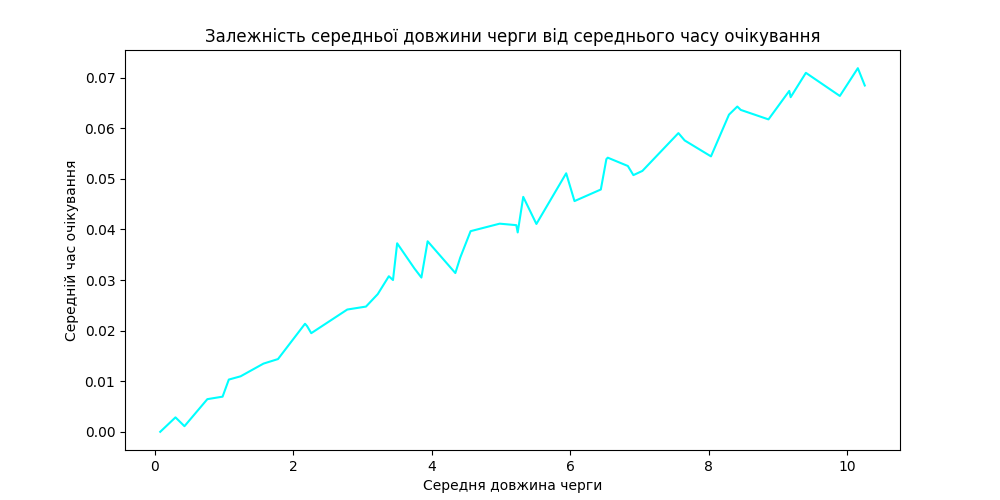 Залежність середньої довжини черги від середнього часу очікування
0.07
0.06
0.05
0.04
0.03
0.02
0.01
0.00
Середній час очікування
0 2 4 6 8 10
Середня довжина черги